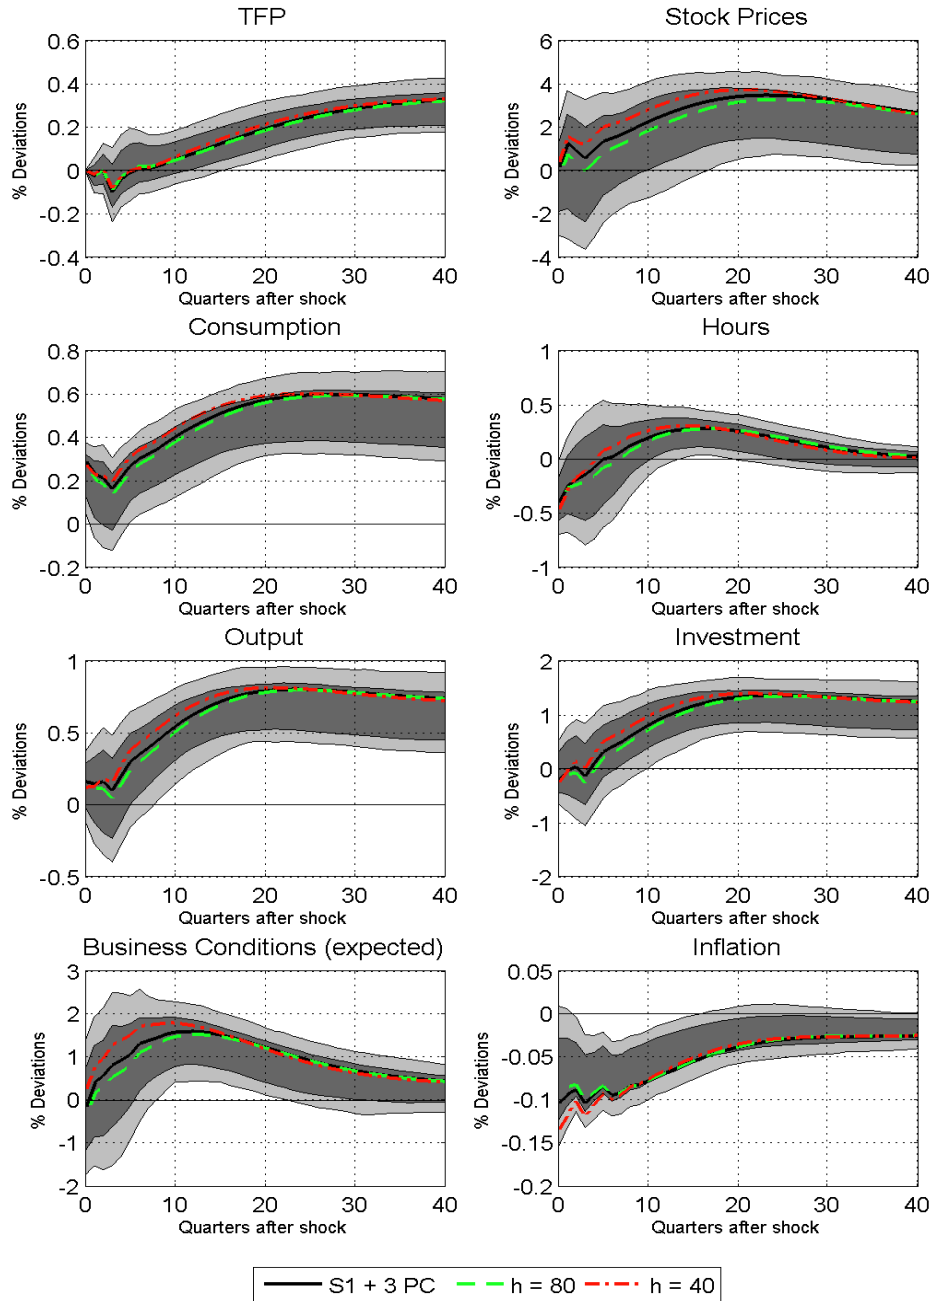 TFP
0.6
0.4
0.2
0
-0.2
-0.4
% Deviations
0 10 20 30 40
Quarters after shock
Stock Prices
6
4
2
0
-2
-4
% Deviations
0 10 20 30 40
Quarters after shock
Consumption
0.8
0.6
0.4
0.2
0
-0.2
% Deviations
0 10 20 30 40
Quarters after shock
Hours
1
0.5
0
-0.5
-1
% Deviations
0 10 20 30 40
Quarters after shock
Output
1
0.5
0
-0.5
% Deviations
0 10 20 30 40
Quarters after shock
Investment
2
1
0
-1
-2
% Deviations
0 10 20 30 40
Quarters after shock
Business Conditions (expected)
3
2
1
0
-1
-2
% Deviations
0 10 20 30 40
Quarters after shock
Inflation
0.05
0
-0.05
-0.1
-0.15
-0.2
% Deviations
0 10 20 30 40
Quarters after shock
S1 + 3 PC h = 80 h = 40